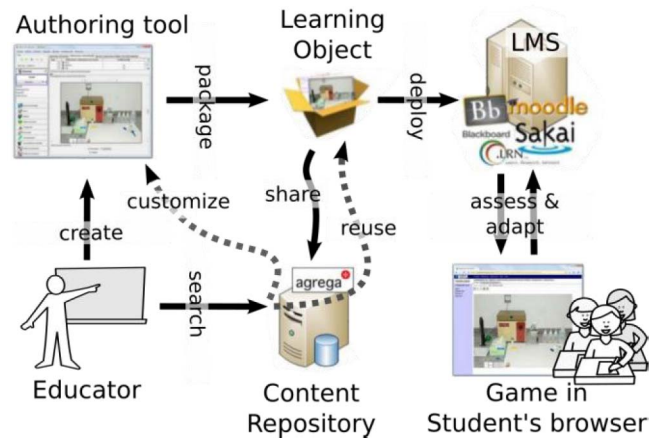 Authoring tool
Learning
Object
LMS
package
deploy
Bb
moodle
Blackboard
Sakai
.LRN
customize
share
reuse
assess &
adapt
create
search
agrega
Educator
Content
Repository
Game in
Student's browser